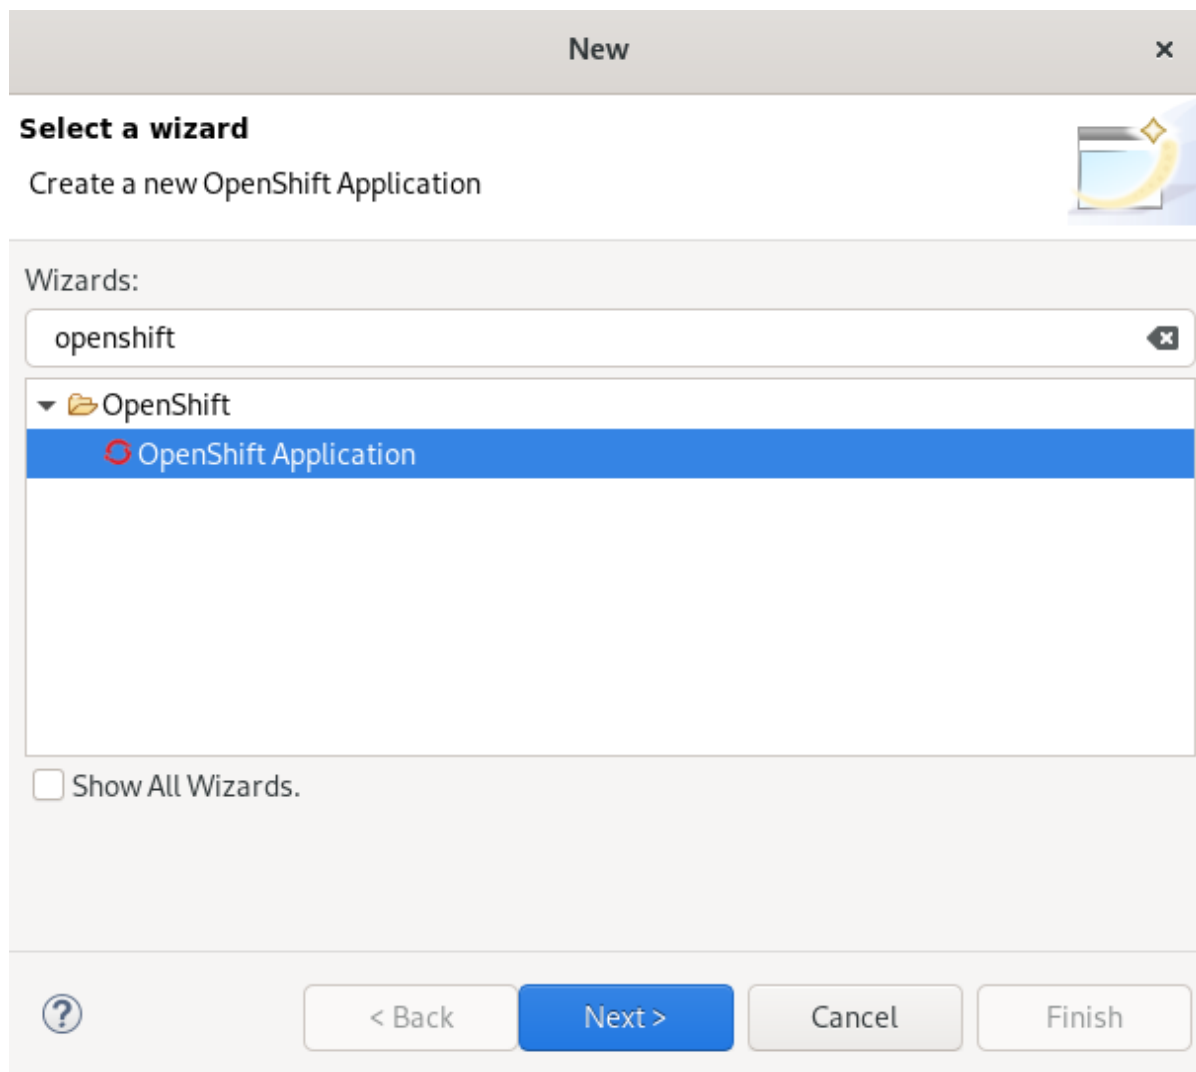 New
Select a wizard
Create a new OpenShift Application
Wizards:
openshift
OpenShift
OpenShift Application
Show All Wizards.
< Back Next > Cancel Finish